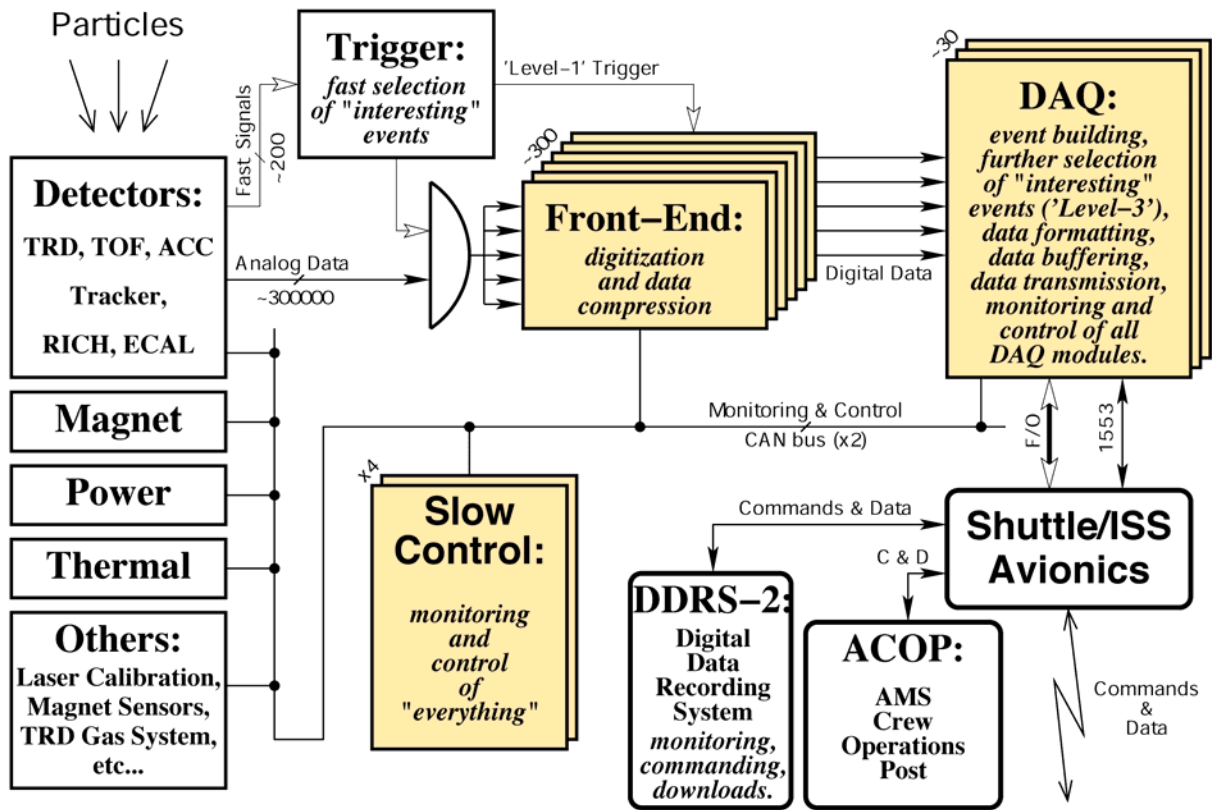 Particles
Trigger:
fast selection
of "interesting"
events
'Level-1' Trigger
Fast Signals
~200
Detectors:
TRD, TOF, ACC
Tracker,
RICH, ECAL
Analog Data
~300000
~300
Front-End:
digitization
and data
compression
Digital Data
~30
DAQ:
event building,
further selection
of "interesting"
events ('Level-3'),
data formatting,
data buffering,
data transmission,
monitoring and
control of all
DAQ modules.
Magnet
Power
Thermal
Others:
Laser Calibration,
Magnet Sensors,
TRD Gas System,
etc...
Monitoring & Control
CAN bus (x2)
x4
Slow
Control:
monitoring
and
control
of
"everything"
F/O
1553
Shuttle/ISS
Avionics
Commands & Data
C & D
DDRS-2:
Digital
Data
Recording
System
monitoring,
commanding,
downloads.
ACOP:
AMS
Crew
Operations
Post
Commands
&
Data